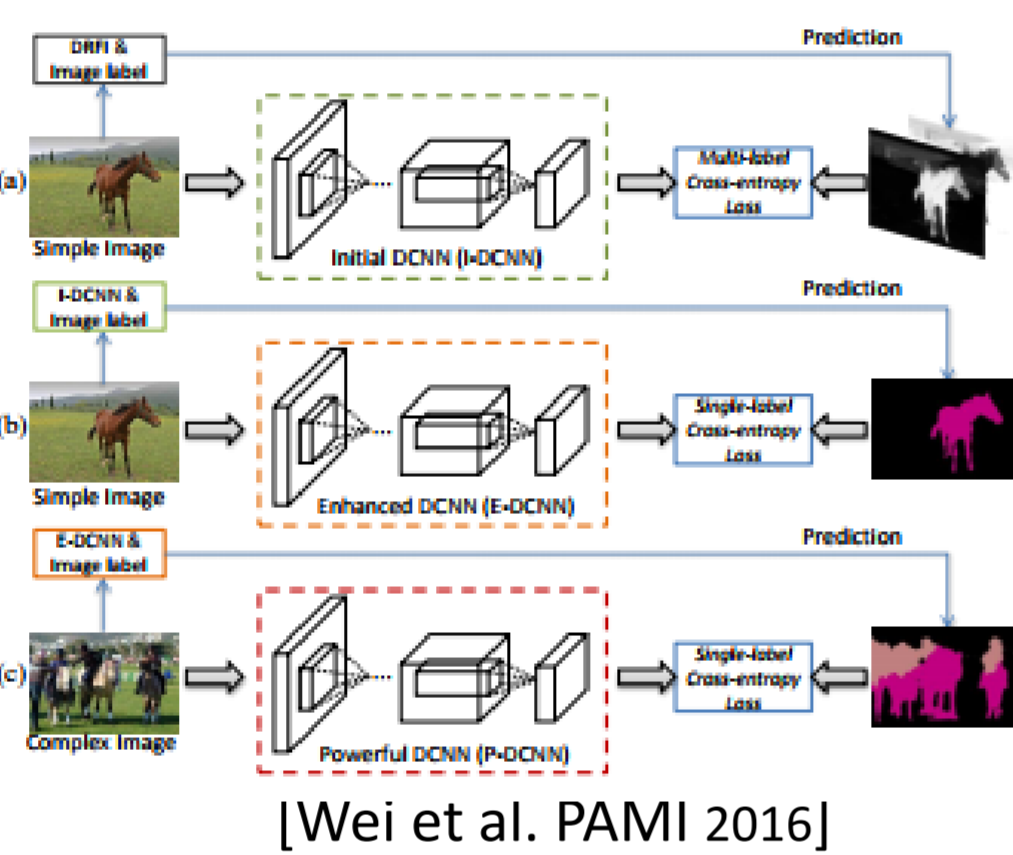 DRFI &
Image label
Prediction
(a)
Simple Image
Initial DCNN (I-DCNN)
Multi-label
Cross-entropy
Loss
I-DCNN &
Image label
Prediction
(b)
Simple Image
Enhanced DCNN (E-DCNN)
Single-label
Cross-entropy
Loss
E-DCNN &
Image label
Prediction
(c)
Complex Image
Powerful DCNN (P-DCNN)
Single-label
Cross-entropy
Loss
[Wei et al. PAMI 2016]